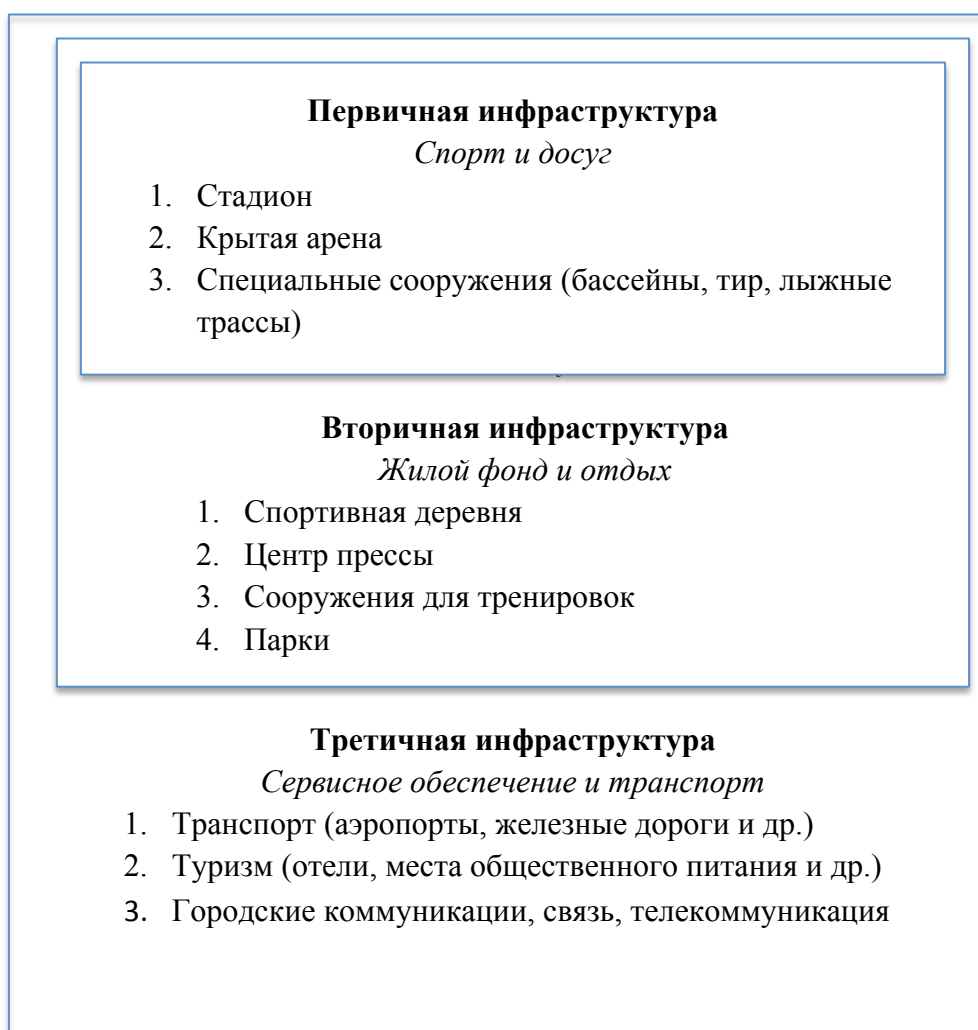 Первичная инфраструктура
Спорт и досуг
1. Стадион
2. Крытая арена
3. Специальные сооружения (бассейны, тир, лыжные
трассы)
Вторичная инфраструктура
Жилой фонд и отдых
1. Спортивная деревня
2. Центр прессы
3. Сооружения для тренировок
4. Парки
Третичная инфраструктура
Сервисное обеспечение и транспорт
1. Транспорт (аэропорты, железные дороги и др.)
2. Туризм (отели, места общественного питания и др.)
3. Городские коммуникации, связь, телекоммуникация